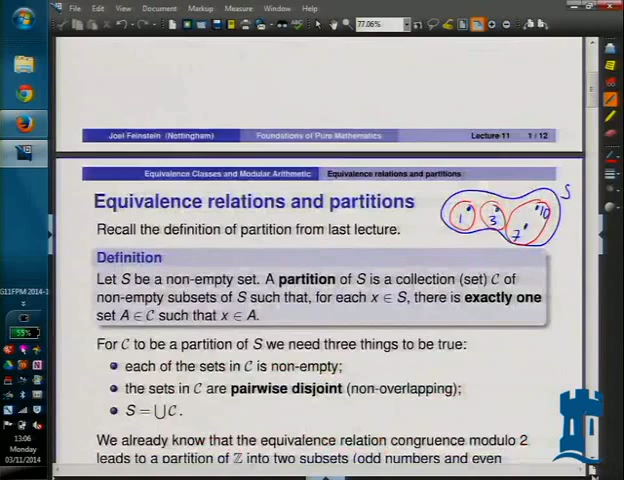 File Edit View Document Markup Measure Window Help
77.06%
Joel Feinstein (Nottingham) Foundations of Pure Mathematics Lecture 11 1 / 12
Equivalence Classes and Modular Arithmetic Equivalence relations and partitions
Equivalence relations and partitions
S
1 3 7 10
Recall the definition of partition from last lecture.
Definition
Let S be a non-empty set. A partition of S is a collection (set) C of
non-empty subsets of S such that, for each x ∈ S, there is exactly one
set A ∈ C such that x ∈ A.
For C to be a partition of S we need three things to be true:
each of the sets in C is non-empty;
the sets in C are pairwise disjoint (non-overlapping);
S = ⋃ C.
We already know that the equivalence relation congruence modulo 2
leads to a partition of ℤ into two subsets (odd numbers and even
G11FPM 2014-1
55%
13:06
Monday
03/11/2014